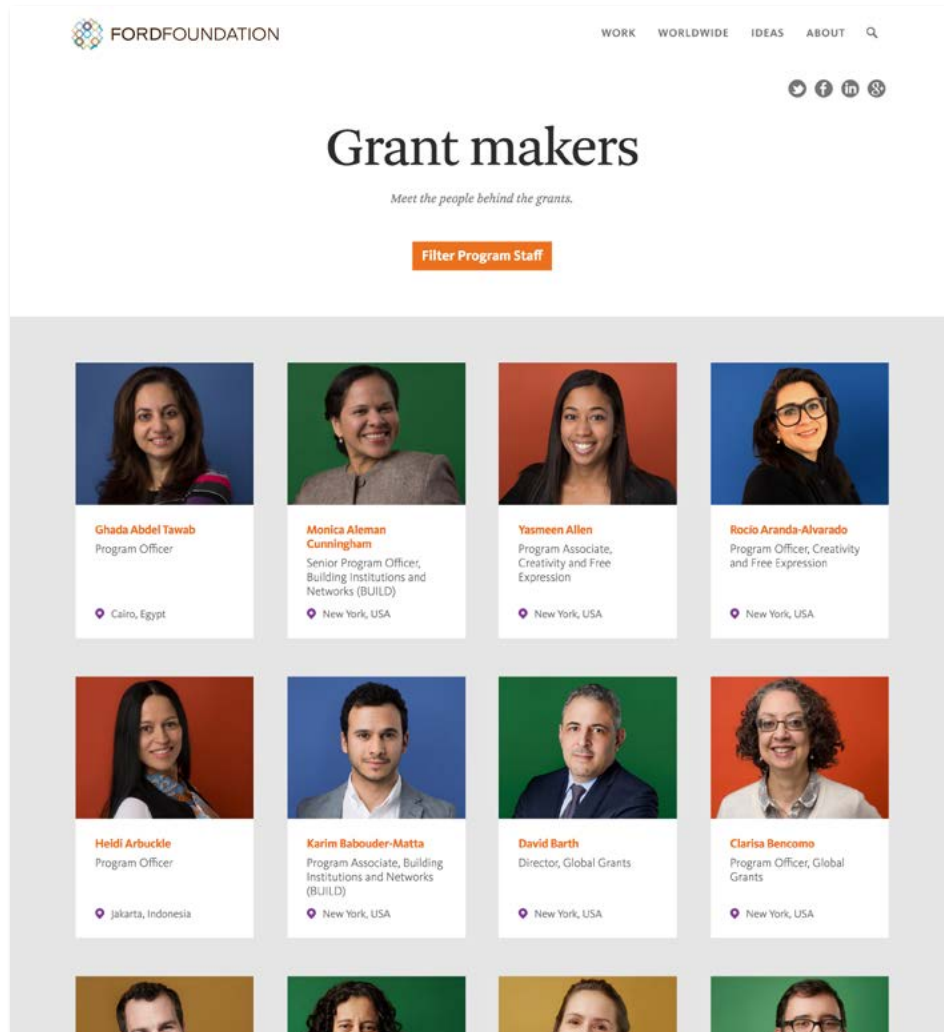 FORDFOUNDATION
WORK WORLDWIDE IDEAS ABOUT
Grant makers
Meet the people behind the grants.
Filter Program Staff
Ghada Abdel Tawab
Program Officer
Cairo, Egypt
Monica Aleman
Cunningham
Senior Program Officer,
Building Institutions and
Networks (BUILD)
New York, USA
Yasmeen Allen
Program Associate,
Creativity and Free
Expression
New York, USA
Rocío Aranda-Alvarado
Program Officer, Creativity
and Free Expression
New York, USA
Heidi Arbuckle
Program Officer
Jakarta, Indonesia
Karim Babouder-Matta
Program Associate, Building
Institutions and Networks
(BUILD)
New York, USA
David Barth
Director, Global Grants
New York, USA
Clarisa Bencomo
Program Officer, Global
Grants
New York, USA